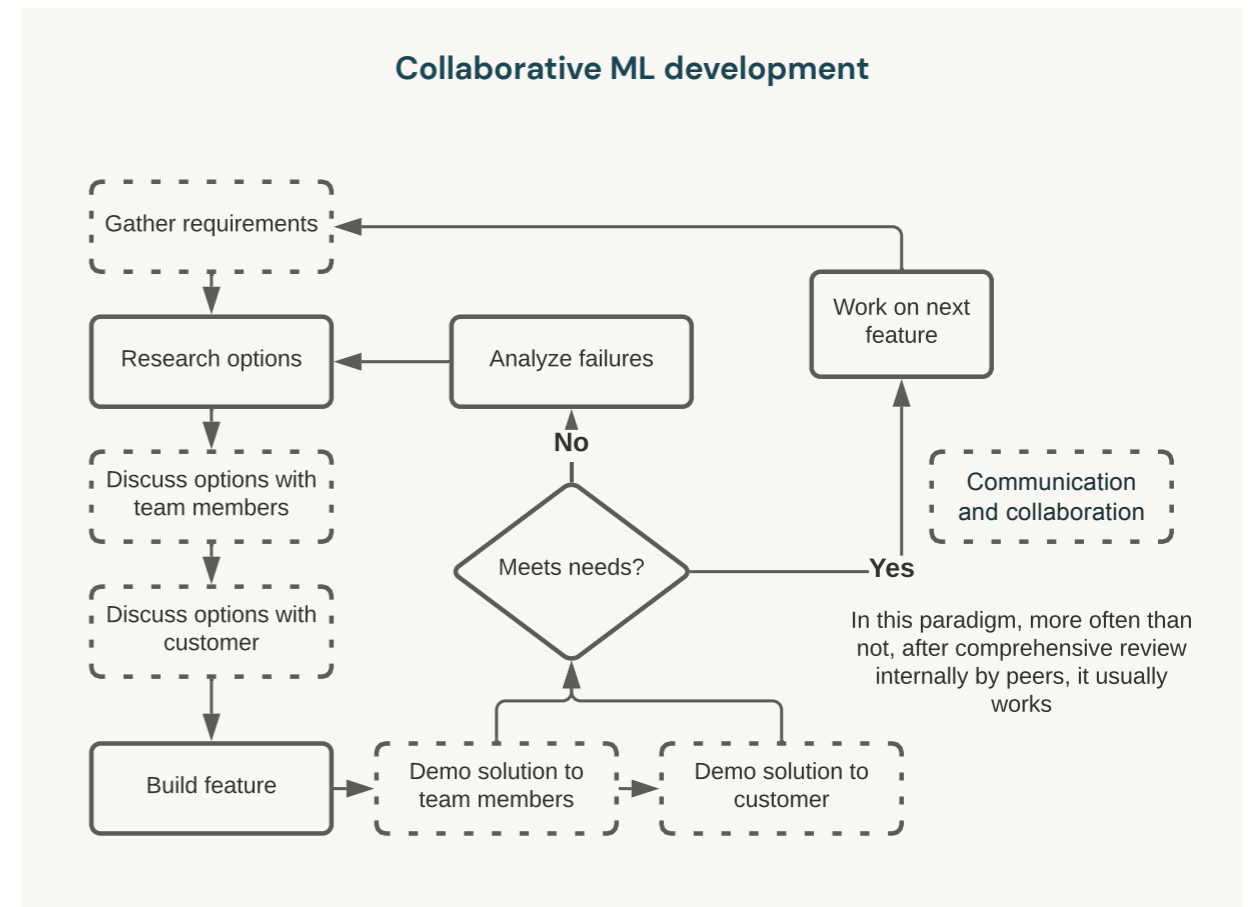 Collaborative ML development
Gather requirements
Work on next
feature
Research options
Analyze failures
No
Discuss options with
team members
Communication
and collaboration
Meets needs?
Yes
Discuss options with
customer
In this paradigm, more often than
not, after comprehensive review
internally by peers, it usually
works
Build feature
Demo solution to
team members
Demo solution to
customer